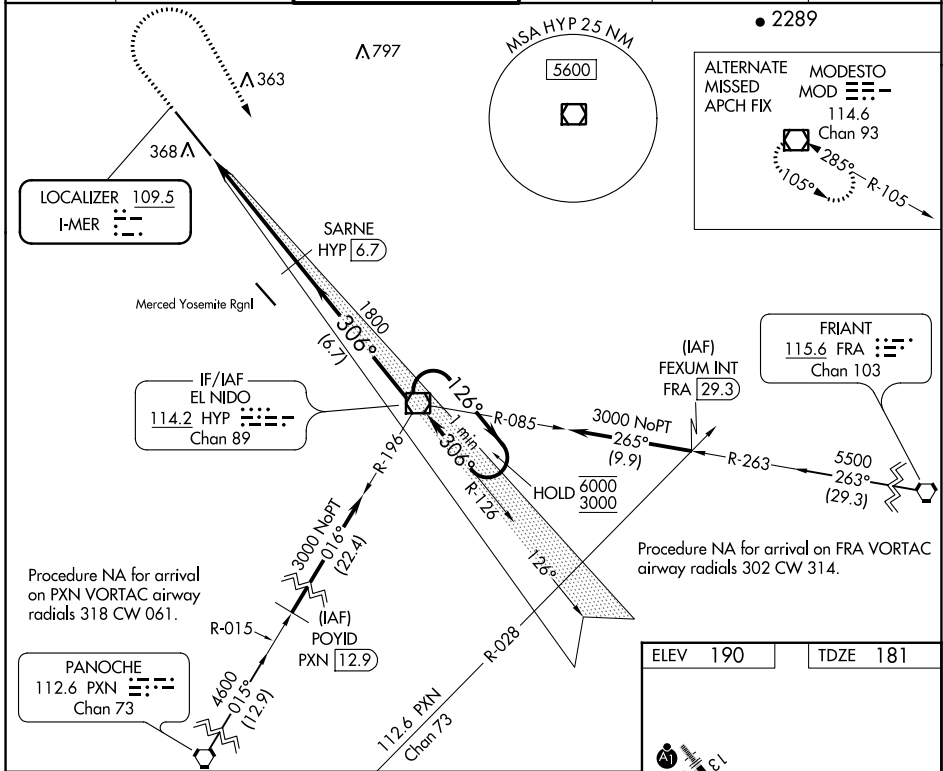 2289
797
363
368
MSA HYP 25 NM
5600
ALTERNATE
MISSED
APCH FIX
MODESTO
MOD
114.6
Chan 93
285°
R-105
105°
LOCALIZER 109.5
I-MER
SARNE
HYP 6.7
Merced Yosemite Rgnl
1800
306°
(6.7)
IF/IAF
EL NIDO
114.2 HYP
Chan 89
126°
1 min
306°
R-126
126°
HOLD 6000
3000
R-085
3000 NoPT
265°
(9.9)
(IAF)
FEXUM INT
FRA 29.3
FRIANT
115.6 FRA
Chan 103
R-263
5500
263°
(29.3)
Procedure NA for arrival on FRA VORTAC
airway radials 302 CW 314.
R-196
3000 NoPT
016°
(22.4)
Procedure NA for arrival
on PXN VORTAC airway
radials 318 CW 061.
R-015
(IAF)
POYID
PXN 12.9
PANOCHE
112.6 PXN
Chan 73
4600
015°
(12.9)
R-028
112.6 PXN
Chan 73
ELEV 190
TDZE 181
A1
13